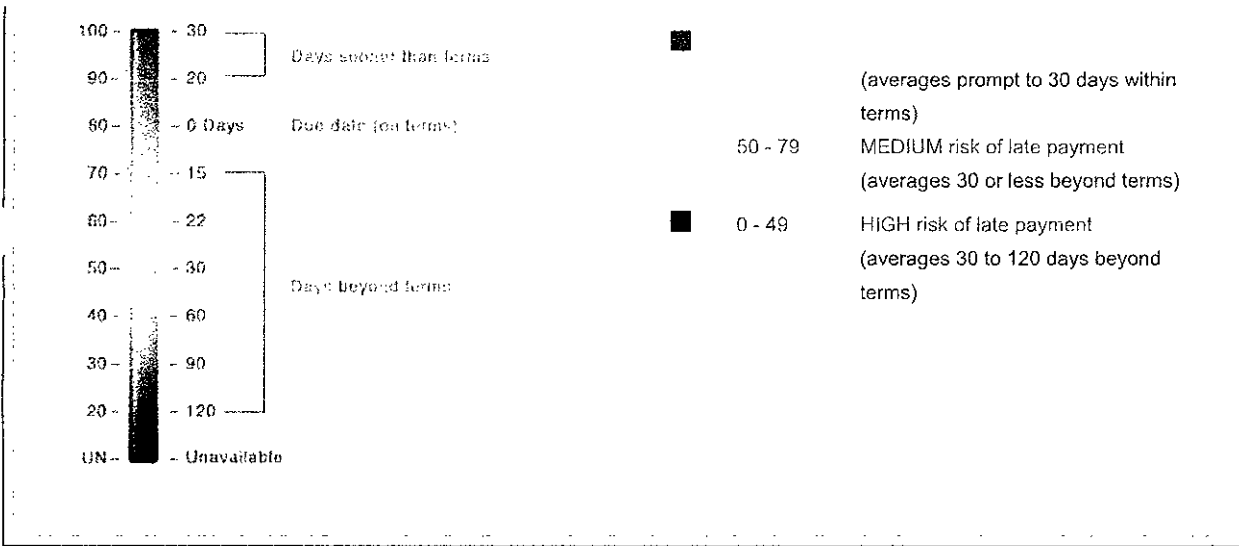 100 - - 30
Days sooner than terms
90 - - 20
(averages prompt to 30 days within
terms)
80 - - 0 Days Due date (on terms)
50 - 79 MEDIUM risk of late payment
(averages 30 or less beyond terms)
70 - - 15
60 - - 22
0 - 49 HIGH risk of late payment
(averages 30 to 120 days beyond
terms)
50 - - 30
Days beyond terms
40 - - 60
30 - - 90
20 - - 120
UN - - Unavailable